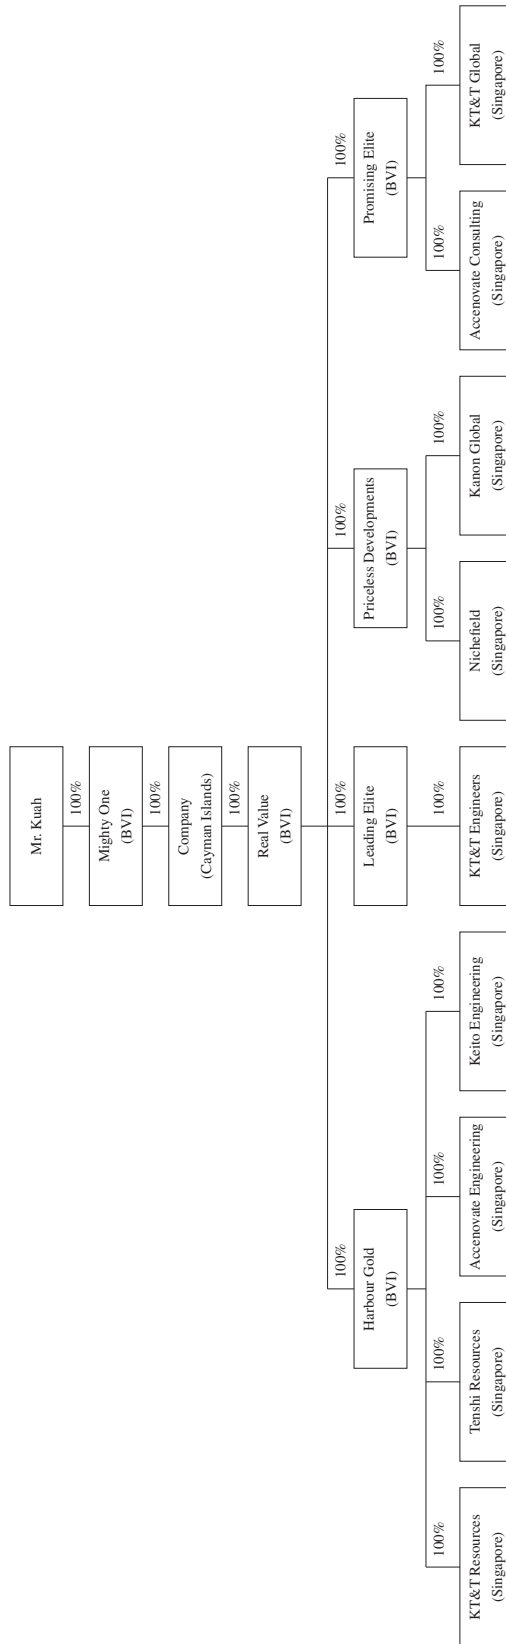 Mr. Kuah
100%
Mighty One
(BVI)
100%
Company
(Cayman Islands)
100%
Real Value
(BVI)
100%
100%
100%
100%
Harbour Gold
(BVI)
Leading Elite
(BVI)
Priceless Developments
(BVI)
Promising Elite
(BVI)
100%
100%
100%
100%
100%
100%
100%
100%
100%
KT&T Resources
(Singapore)
Tenshi Resources
(Singapore)
Accenovate Engineering
(Singapore)
Keito Engineering
(Singapore)
KT&T Engineers
(Singapore)
Nichefield
(Singapore)
Kanon Global
(Singapore)
Accenovate Consulting
(Singapore)
KT&T Global
(Singapore)